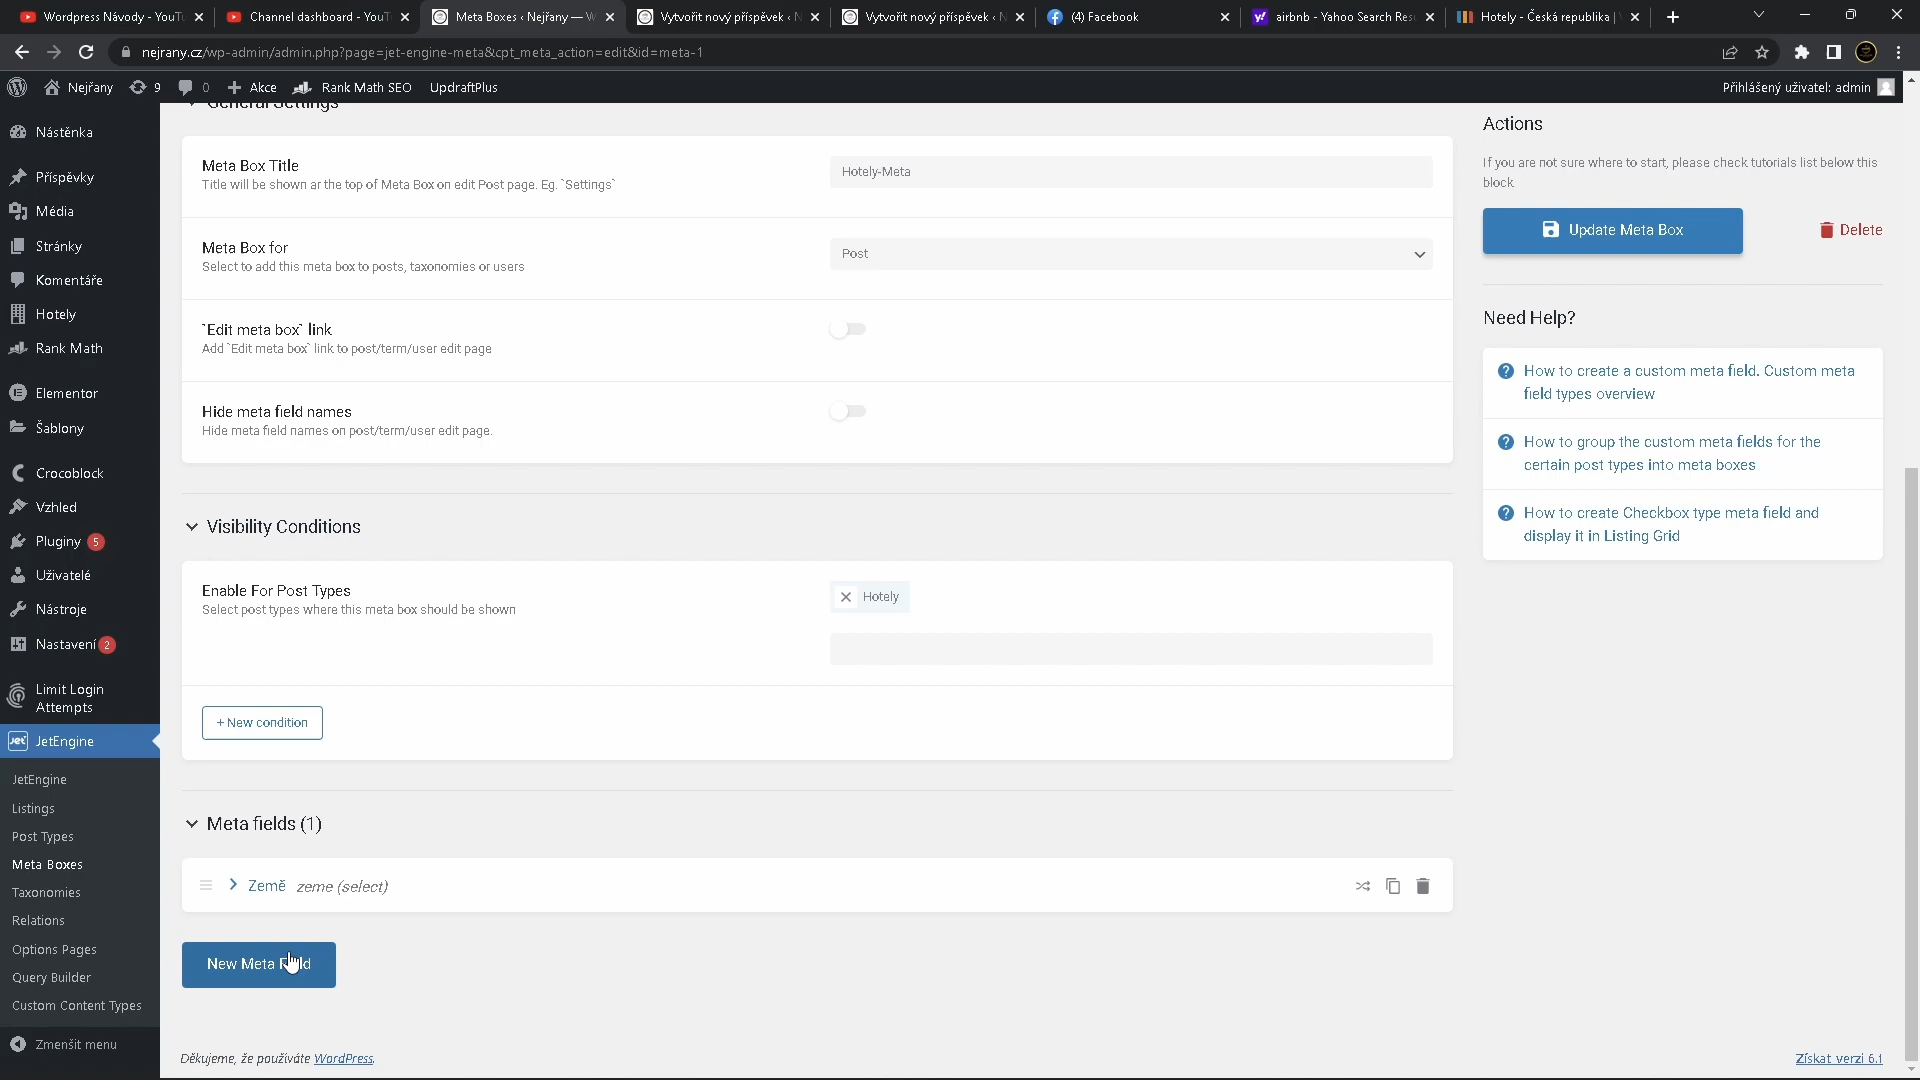 Wordpress Návody - YouTu
Channel dashboard - YouT
Meta Boxes ‹ Nejřany — W
Vytvořit nový příspěvek ‹ N
Vytvořit nový příspěvek ‹ N
(4) Facebook
airbnb - Yahoo Search Resu
Hotely - Česká republika |
nejrany.cz/wp-admin/admin.php?page=jet-engine-meta&cpt_meta_action=edit&id=meta-1
Nejřany
9
0
Akce
Rank Math SEO
UpdraftPlus
Přihlášený uživatel: admin
Nástěnka
Příspěvky
Média
Stránky
Komentáře
Hotely
Rank Math
Elementor
Šablony
Crocoblock
Vzhled
Pluginy 5
Uživatelé
Nástroje
Nastavení 2
Limit Login
Attempts
JetEngine
JetEngine
Listings
Post Types
Meta Boxes
Taxonomies
Relations
Options Pages
Query Builder
Custom Content Types
Zmenšit menu
General Settings
Meta Box Title
Title will be shown ar the top of Meta Box on edit Post page. Eg. `Settings`
Hotely-Meta
Meta Box for
Select to add this meta box to posts, taxonomies or users
Post
`Edit meta box` link
Add `Edit meta box` link to post/term/user edit page
Hide meta field names
Hide meta field names on post/term/user edit page.
Visibility Conditions
Enable For Post Types
Select post types where this meta box should be shown
Hotely
+ New condition
Meta fields (1)
Země zeme (select)
New Meta Field
Děkujeme, že používáte WordPress.
Získat verzi 6.1
Actions
If you are not sure where to start, please check tutorials list below this
block
Update Meta Box
Delete
Need Help?
How to create a custom meta field. Custom meta
field types overview
How to group the custom meta fields for the
certain post types into meta boxes
How to create Checkbox type meta field and
display it in Listing Grid